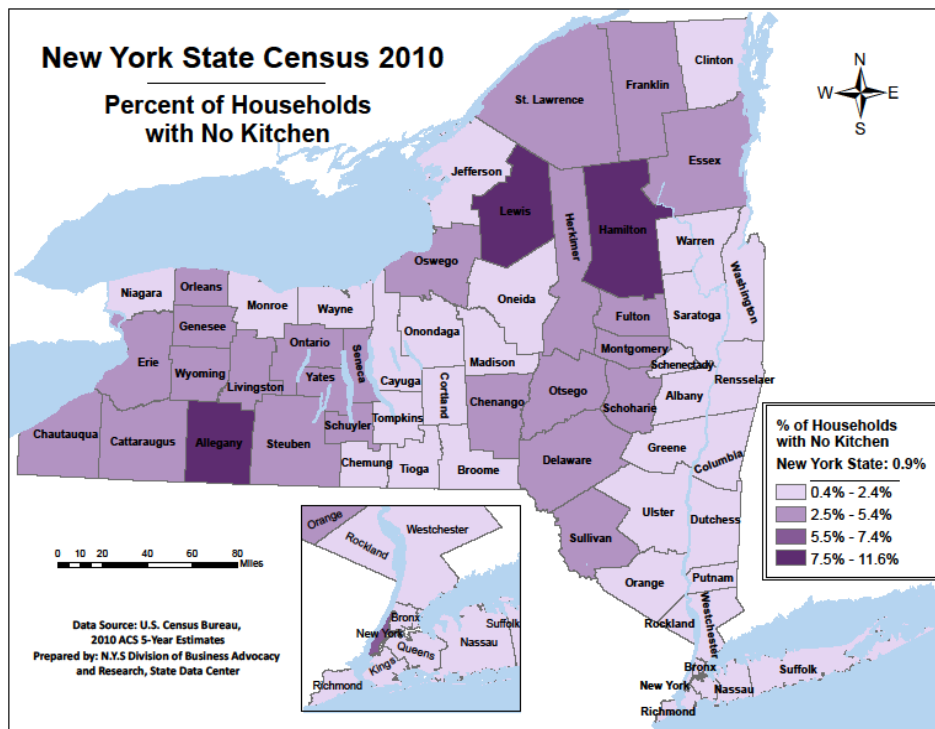 New York State Census 2010
Percent of Households
with No Kitchen
N
W
E
S
Clinton
Franklin
St. Lawrence
Essex
Jefferson
Lewis
Herkimer
Hamilton
Warren
Washington
Oswego
Oneida
Niagara
Orleans
Monroe
Wayne
Onondaga
Fulton
Saratoga
Genesee
Ontario
Seneca
Madison
Montgomery
Schenectady
Erie
Wyoming
Livingston
Yates
Cayuga
Cortland
Chenango
Otsego
Schoharie
Albany
Rensselaer
Chautauqua
Cattaraugus
Allegany
Steuben
Schuyler
Tompkins
Chemung
Tioga
Broome
Delaware
Greene
Columbia
Ulster
Dutchess
Sullivan
Orange
Putnam
Rockland
Westchester
Bronx
New York
Nassau
Suffolk
Richmond
% of Households
with No Kitchen
New York State: 0.9%
0.4% - 2.4%
2.5% - 5.4%
5.5% - 7.4%
7.5% - 11.6%
Orange
Westchester
Rockland
Bronx
New York
Queens
Kings
Nassau
Suffolk
Richmond
0 10 20 40 60 80
Miles
Data Source: U.S. Census Bureau,
2010 ACS 5-Year Estimates
Prepared by: N.Y.S Division of Business Advocacy
and Research, State Data Center